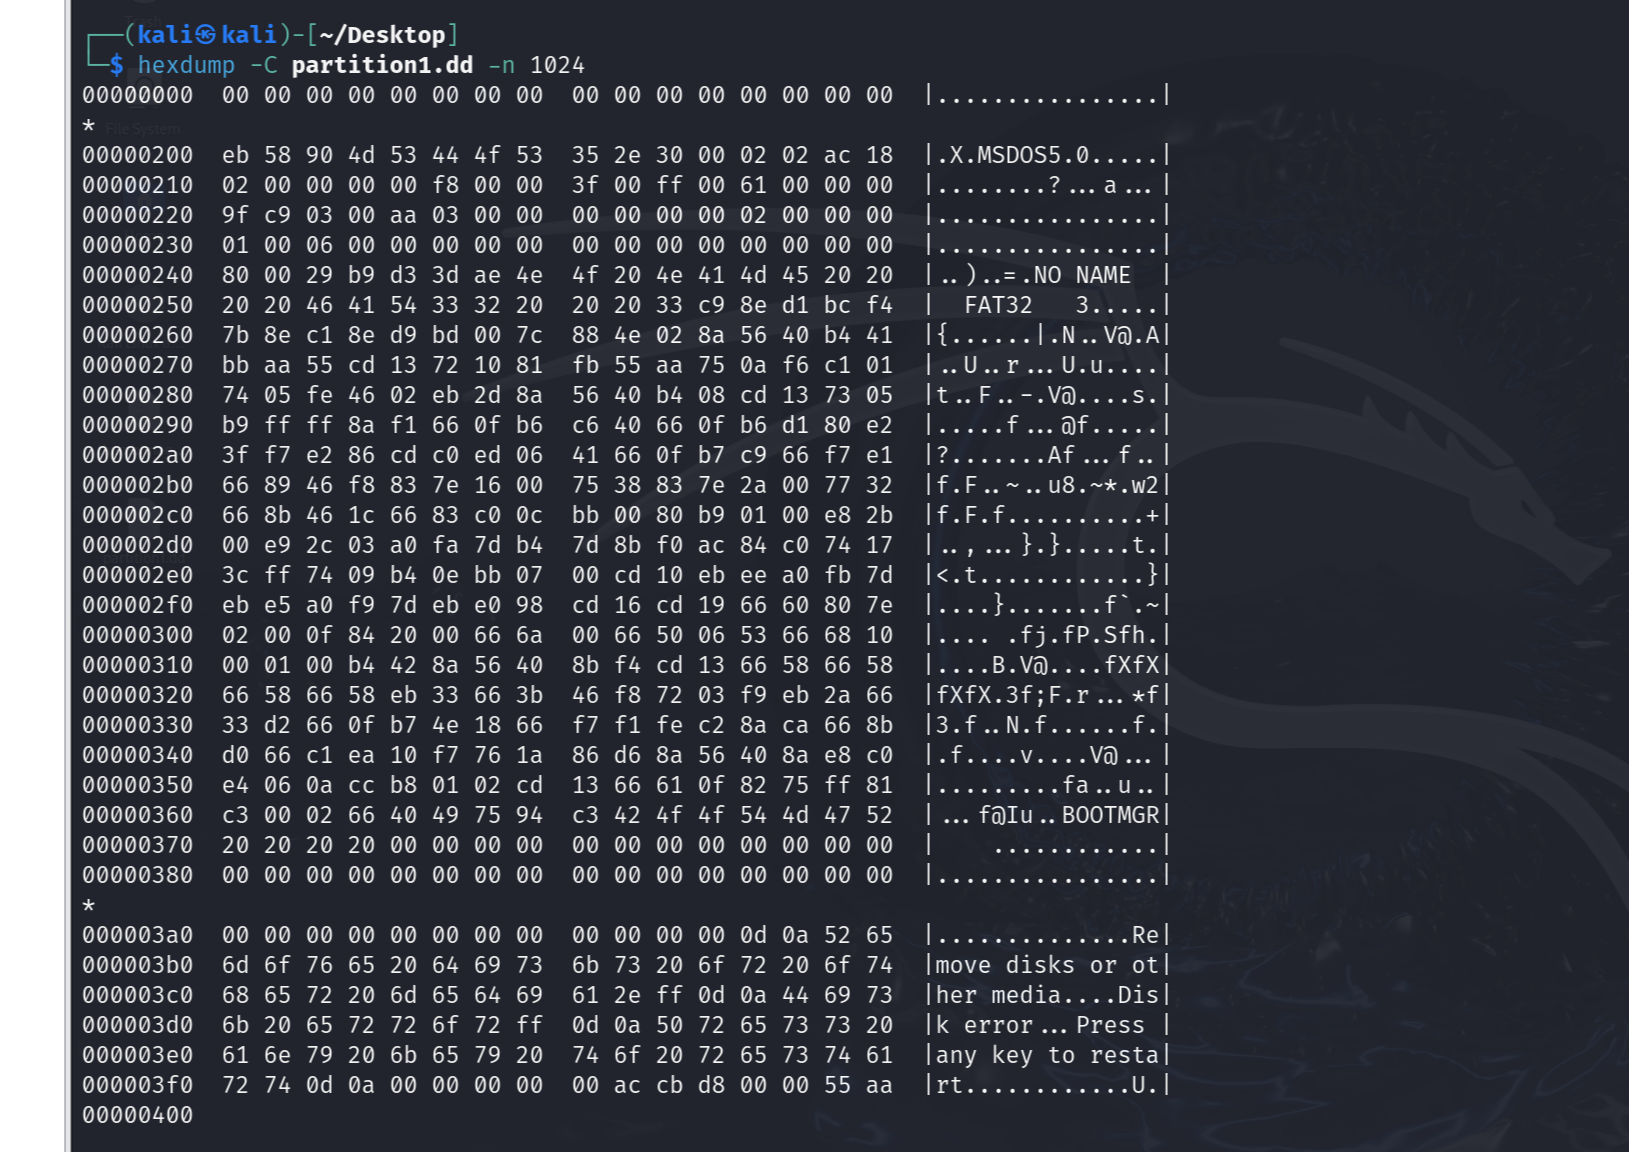 Trash
┌──(kali㉿kali)-[~/Desktop]
└─$ hexdump -C partition1.dd -n 1024
00000000  00 00 00 00 00 00 00 00  00 00 00 00 00 00 00 00  |................|
*
File System
00000200  eb 58 90 4d 53 44 4f 53  35 2e 30 00 02 02 ac 18  |.X.MSDOS5.0.....|
00000210  02 00 00 00 00 f8 00 00  3f 00 ff 00 61 00 00 00  |........?...a...|
00000220  9f c9 03 00 aa 03 00 00  00 00 00 00 02 00 00 00  |................|
00000230  01 00 06 00 00 00 00 00  00 00 00 00 00 00 00 00  |................|
00000240  80 00 29 b9 d3 3d ae 4e  4f 20 4e 41 4d 45 20 20  |..)..=.NO NAME  |
00000250  20 20 46 41 54 33 32 20  20 20 33 c9 8e d1 bc f4  |  FAT32   3.....|
00000260  7b 8e c1 8e d9 bd 00 7c  88 4e 02 8a 56 40 b4 41  |{......|.N..V@.A|
00000270  bb aa 55 cd 13 72 10 81  fb 55 aa 75 0a f6 c1 01  |..U..r...U.u....|
00000280  74 05 fe 46 02 eb 2d 8a  56 40 b4 08 cd 13 73 05  |t..F..-.V@....s.|
00000290  b9 ff ff 8a f1 66 0f b6  c6 40 66 0f b6 d1 80 e2  |.....f...@f.....|
000002a0  3f f7 e2 86 cd c0 ed 06  41 66 0f b7 c9 66 f7 e1  |?.......Af...f..|
000002b0  66 89 46 f8 83 7e 16 00  75 38 83 7e 2a 00 77 32  |f.F..~..u8.~*.w2|
000002c0  66 8b 46 1c 66 83 c0 0c  bb 00 80 b9 01 00 e8 2b  |f.F.f..........+|
000002d0  00 e9 2c 03 a0 fa 7d b4  7d 8b f0 ac 84 c0 74 17  |..,...}.}.....t.|
000002e0  3c ff 74 09 b4 0e bb 07  00 cd 10 eb ee a0 fb 7d  |<.t............}|
000002f0  eb e5 a0 f9 7d eb e0 98  cd 16 cd 19 66 60 80 7e  |....}.......f`.~|
00000300  02 00 0f 84 20 00 66 6a  00 66 50 06 53 66 68 10  |.... .fj.fP.Sfh.|
00000310  00 01 00 b4 42 8a 56 40  8b f4 cd 13 66 58 66 58  |....B.V@....fXfX|
00000320  66 58 66 58 eb 33 66 3b  46 f8 72 03 f9 eb 2a 66  |fXfX.3f;F.r...*f|
00000330  33 d2 66 0f b7 4e 18 66  f7 f1 fe c2 8a ca 66 8b  |3.f..N.f......f.|
00000340  d0 66 c1 ea 10 f7 76 1a  86 d6 8a 56 40 8a e8 c0  |.f....v....V@...|
00000350  e4 06 0a cc b8 01 02 cd  13 66 61 0f 82 75 ff 81  |.........fa..u..|
00000360  c3 00 02 66 40 49 75 94  c3 42 4f 4f 54 4d 47 52  |...f@Iu..BOOTMGR|
00000370  20 20 20 20 00 00 00 00  00 00 00 00 00 00 00 00  |    ............|
00000380  00 00 00 00 00 00 00 00  00 00 00 00 00 00 00 00  |................|
*
000003a0  00 00 00 00 00 00 00 00  00 00 00 00 0d 0a 52 65  |..............Re|
000003b0  6d 6f 76 65 20 64 69 73  6b 73 20 6f 72 20 6f 74  |move disks or ot|
000003c0  68 65 72 20 6d 65 64 69  61 2e ff 0d 0a 44 69 73  |her media....Dis|
000003d0  6b 20 65 72 72 6f 72 ff  0d 0a 50 72 65 73 73 20  |k error...Press |
000003e0  61 6e 79 20 6b 65 79 20  74 6f 20 72 65 73 74 61  |any key to resta|
000003f0  72 74 0d 0a 00 00 00 00  00 ac cb d8 00 00 55 aa  |rt............U.|
00000400